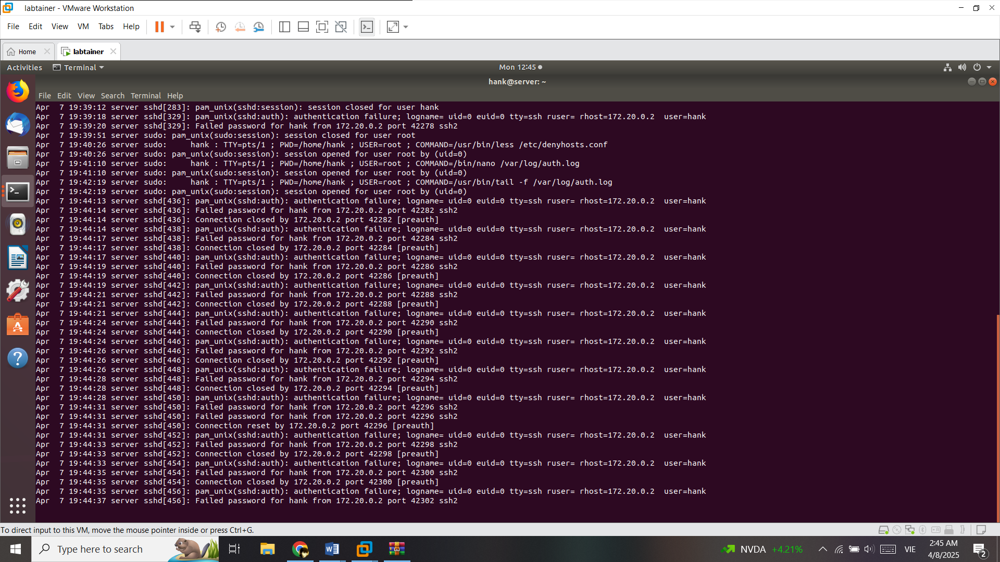 labtainer - VMware Workstation
File Edit View VM Tabs Help
Home labtainer
Activities Terminal Mon 12:45
hank@server: ~
File Edit View Search Terminal Help
Apr  7 19:39:12 server sshd[283]: pam_unix(sshd:session): session closed for user hank
Apr  7 19:39:18 server sshd[329]: pam_unix(sshd:auth): authentication failure; logname= uid=0 euid=0 tty=ssh ruser= rhost=172.20.0.2  user=hank
Apr  7 19:39:20 server sshd[329]: Failed password for hank from 172.20.0.2 port 42278 ssh2
Apr  7 19:39:51 server sudo: pam_unix(sudo:session): session closed for user root
Apr  7 19:40:26 server sudo:     hank : TTY=pts/1 ; PWD=/home/hank ; USER=root ; COMMAND=/usr/bin/less /etc/denyhosts.conf
Apr  7 19:40:26 server sudo: pam_unix(sudo:session): session opened for user root by (uid=0)
Apr  7 19:41:10 server sudo:     hank : TTY=pts/1 ; PWD=/home/hank ; USER=root ; COMMAND=/bin/nano /var/log/auth.log
Apr  7 19:41:10 server sudo: pam_unix(sudo:session): session opened for user root by (uid=0)
Apr  7 19:42:19 server sudo:     hank : TTY=pts/1 ; PWD=/home/hank ; USER=root ; COMMAND=/usr/bin/tail -f /var/log/auth.log
Apr  7 19:42:19 server sudo: pam_unix(sudo:session): session opened for user root by (uid=0)
Apr  7 19:44:13 server sshd[436]: pam_unix(sshd:auth): authentication failure; logname= uid=0 euid=0 tty=ssh ruser= rhost=172.20.0.2  user=hank
Apr  7 19:44:14 server sshd[436]: Failed password for hank from 172.20.0.2 port 42282 ssh2
Apr  7 19:44:14 server sshd[436]: Connection closed by 172.20.0.2 port 42282 [preauth]
Apr  7 19:44:14 server sshd[438]: pam_unix(sshd:auth): authentication failure; logname= uid=0 euid=0 tty=ssh ruser= rhost=172.20.0.2  user=hank
Apr  7 19:44:17 server sshd[438]: Failed password for hank from 172.20.0.2 port 42284 ssh2
Apr  7 19:44:17 server sshd[438]: Connection closed by 172.20.0.2 port 42284 [preauth]
Apr  7 19:44:17 server sshd[440]: pam_unix(sshd:auth): authentication failure; logname= uid=0 euid=0 tty=ssh ruser= rhost=172.20.0.2  user=hank
Apr  7 19:44:19 server sshd[440]: Failed password for hank from 172.20.0.2 port 42286 ssh2
Apr  7 19:44:19 server sshd[440]: Connection closed by 172.20.0.2 port 42286 [preauth]
Apr  7 19:44:19 server sshd[442]: pam_unix(sshd:auth): authentication failure; logname= uid=0 euid=0 tty=ssh ruser= rhost=172.20.0.2  user=hank
Apr  7 19:44:21 server sshd[442]: Failed password for hank from 172.20.0.2 port 42288 ssh2
Apr  7 19:44:21 server sshd[442]: Connection closed by 172.20.0.2 port 42288 [preauth]
Apr  7 19:44:21 server sshd[444]: pam_unix(sshd:auth): authentication failure; logname= uid=0 euid=0 tty=ssh ruser= rhost=172.20.0.2  user=hank
Apr  7 19:44:24 server sshd[444]: Failed password for hank from 172.20.0.2 port 42290 ssh2
Apr  7 19:44:24 server sshd[444]: Connection closed by 172.20.0.2 port 42290 [preauth]
Apr  7 19:44:24 server sshd[446]: pam_unix(sshd:auth): authentication failure; logname= uid=0 euid=0 tty=ssh ruser= rhost=172.20.0.2  user=hank
Apr  7 19:44:26 server sshd[446]: Failed password for hank from 172.20.0.2 port 42292 ssh2
Apr  7 19:44:26 server sshd[446]: Connection closed by 172.20.0.2 port 42292 [preauth]
Apr  7 19:44:26 server sshd[448]: pam_unix(sshd:auth): authentication failure; logname= uid=0 euid=0 tty=ssh ruser= rhost=172.20.0.2  user=hank
Apr  7 19:44:28 server sshd[448]: Failed password for hank from 172.20.0.2 port 42294 ssh2
Apr  7 19:44:28 server sshd[448]: Connection closed by 172.20.0.2 port 42294 [preauth]
Apr  7 19:44:28 server sshd[450]: pam_unix(sshd:auth): authentication failure; logname= uid=0 euid=0 tty=ssh ruser= rhost=172.20.0.2  user=hank
Apr  7 19:44:31 server sshd[450]: Failed password for hank from 172.20.0.2 port 42296 ssh2
Apr  7 19:44:31 server sshd[450]: Failed password for hank from 172.20.0.2 port 42296 ssh2
Apr  7 19:44:31 server sshd[450]: Connection reset by 172.20.0.2 port 42296 [preauth]
Apr  7 19:44:31 server sshd[452]: pam_unix(sshd:auth): authentication failure; logname= uid=0 euid=0 tty=ssh ruser= rhost=172.20.0.2  user=hank
Apr  7 19:44:33 server sshd[452]: Failed password for hank from 172.20.0.2 port 42298 ssh2
Apr  7 19:44:33 server sshd[452]: Connection closed by 172.20.0.2 port 42298 [preauth]
Apr  7 19:44:33 server sshd[454]: pam_unix(sshd:auth): authentication failure; logname= uid=0 euid=0 tty=ssh ruser= rhost=172.20.0.2  user=hank
Apr  7 19:44:35 server sshd[454]: Failed password for hank from 172.20.0.2 port 42300 ssh2
Apr  7 19:44:35 server sshd[454]: Connection closed by 172.20.0.2 port 42300 [preauth]
Apr  7 19:44:35 server sshd[456]: pam_unix(sshd:auth): authentication failure; logname= uid=0 euid=0 tty=ssh ruser= rhost=172.20.0.2  user=hank
Apr  7 19:44:37 server sshd[456]: Failed password for hank from 172.20.0.2 port 42302 ssh2
To direct input to this VM, move the mouse pointer inside or press Ctrl+G.
Type here to search NVDA +4.21% VIE 2:45 AM
4/8/2025 2